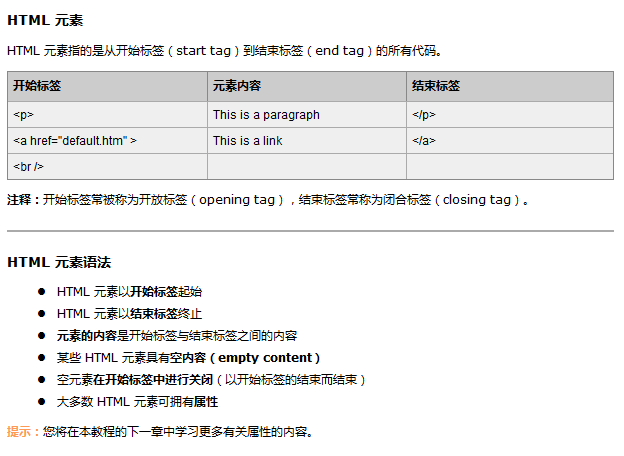 HTML 元素
HTML 元素指的是从开始标签（start tag）到结束标签（end tag）的所有代码。
开始标签 元素内容 结束标签
<p> This is a paragraph </p>
<a href="default.htm" > This is a link </a>
<br />
注释：开始标签常被称为开放标签（opening tag），结束标签常称为闭合标签（closing tag）。
HTML 元素语法
● HTML 元素以开始标签起始
● HTML 元素以结束标签终止
● 元素的内容是开始标签与结束标签之间的内容
● 某些 HTML 元素具有空内容（empty content）
● 空元素在开始标签中进行关闭（以开始标签的结束而结束）
● 大多数 HTML 元素可拥有属性
提示：您将在本教程的下一章中学习更多有关属性的内容。